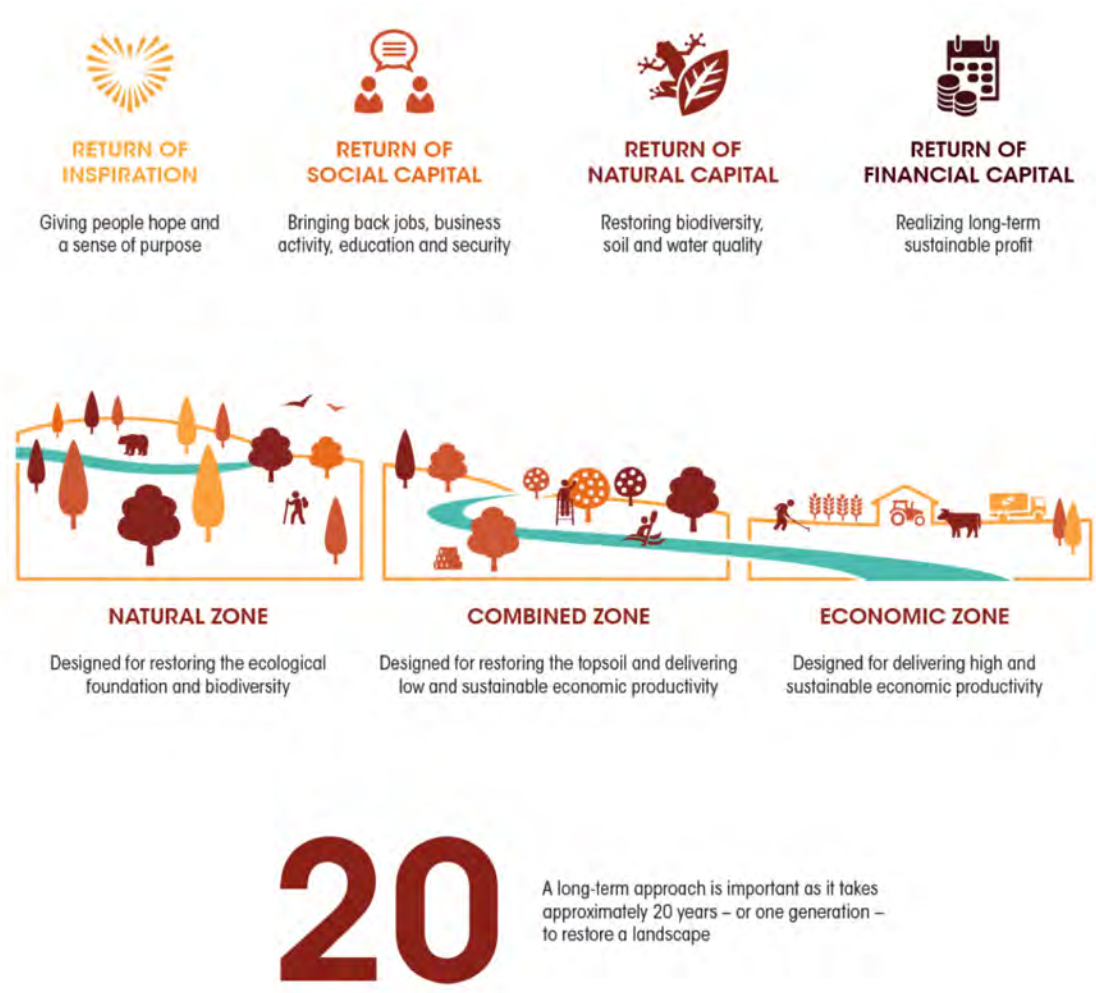 RETURN OF
INSPIRATION
Giving people hope and
a sense of purpose
RETURN OF
SOCIAL CAPITAL
Bringing back jobs, business
activity, education and security
RETURN OF
NATURAL CAPITAL
Restoring biodiversity,
soil and water quality
RETURN OF
FINANCIAL CAPITAL
Realizing long-term
sustainable profit
NATURAL ZONE
Designed for restoring the ecological
foundation and biodiversity
COMBINED ZONE
Designed for restoring the topsoil and delivering
low and sustainable economic productivity
ECONOMIC ZONE
Designed for delivering high and
sustainable economic productivity
20
A long-term approach is important as it takes
approximately 20 years – or one generation –
to restore a landscape